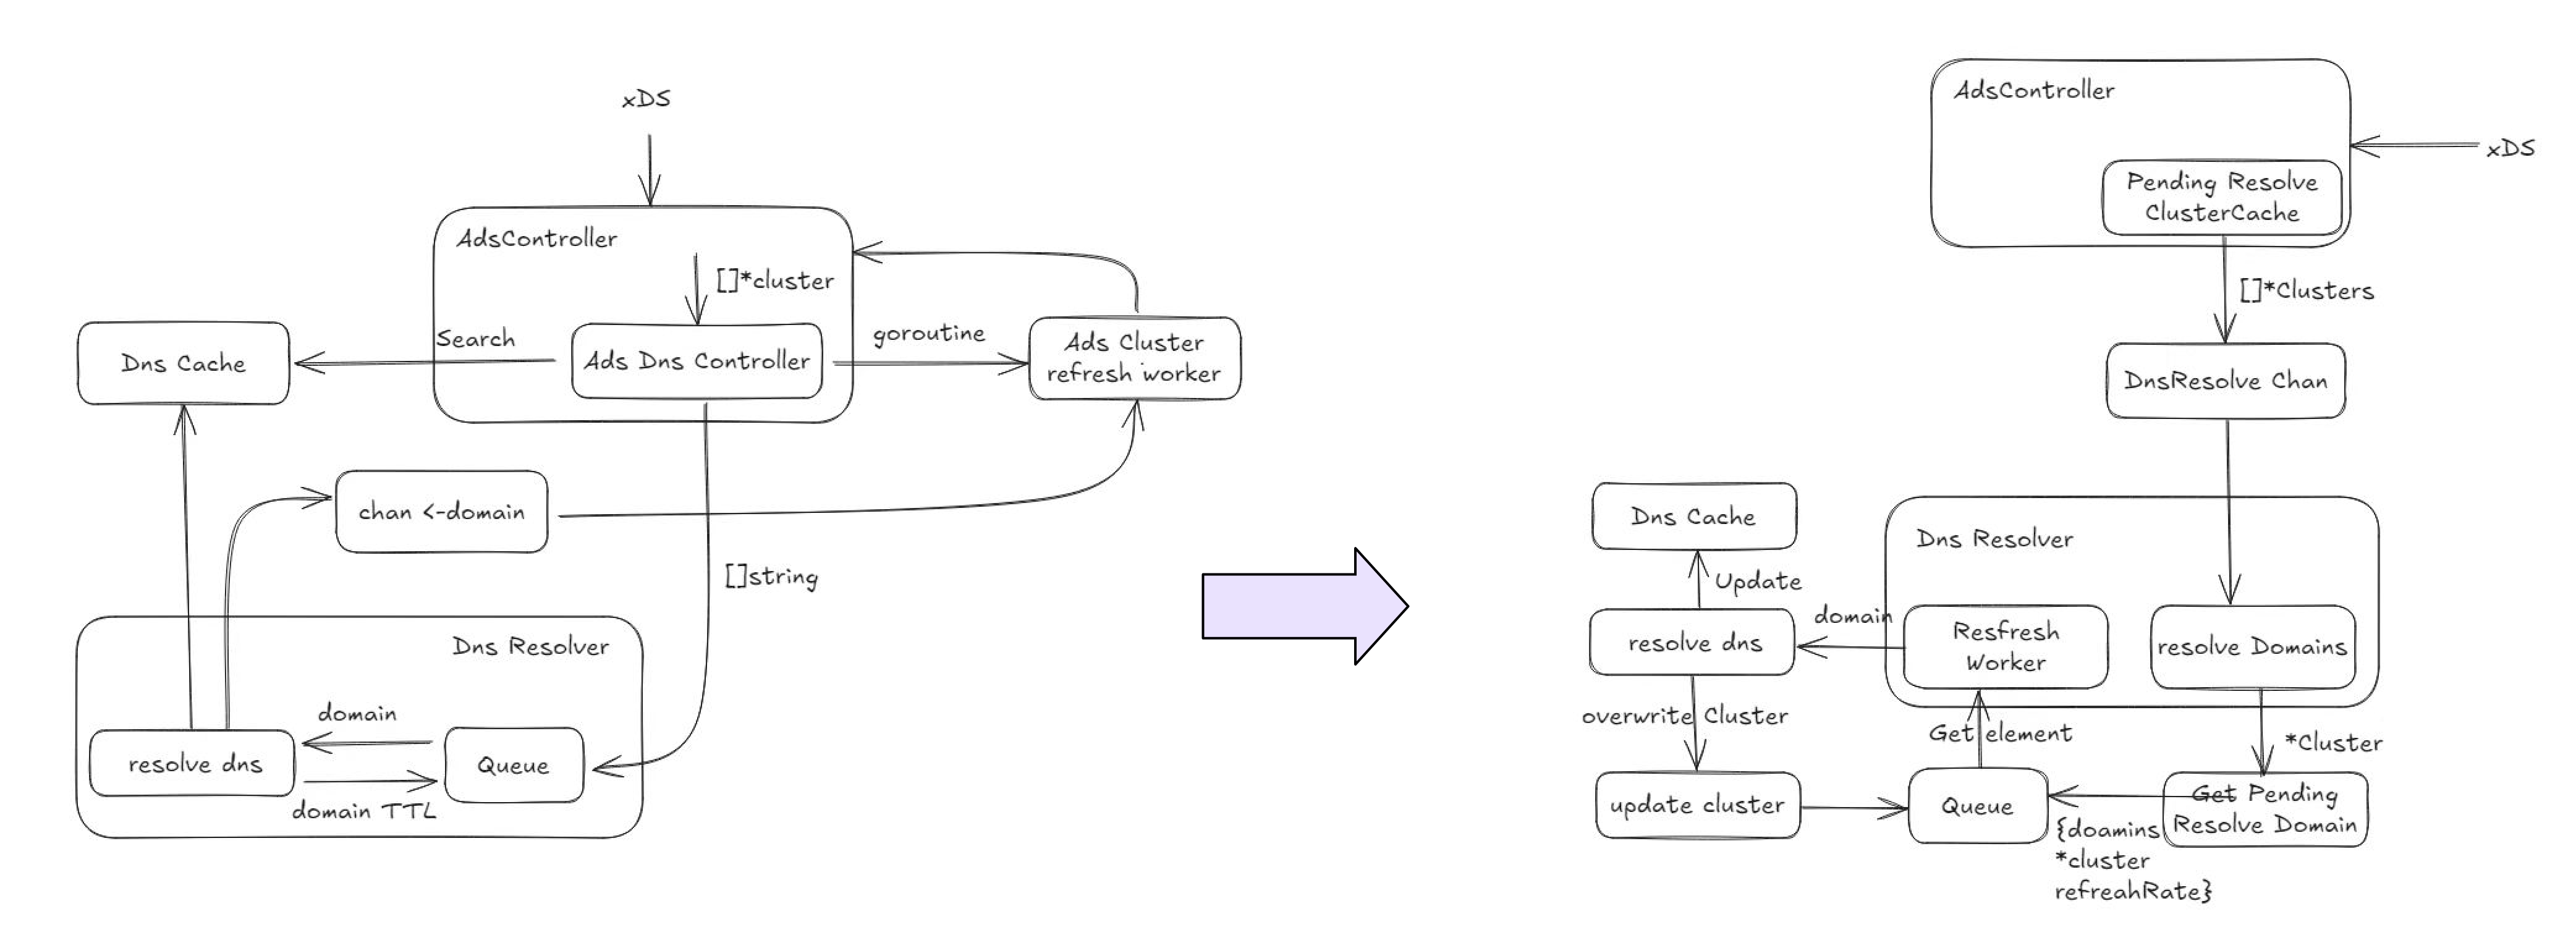 xDS
AdsController
[]*cluster
Search
Dns Cache
Ads Dns Controller
goroutine
Ads Cluster
refresh worker
chan <-domain
[]string
Dns Resolver
domain
resolve dns
Queue
domain TTL
AdsController
xDS
Pending Resolve
ClusterCache
[]*Clusters
DnsResolve Chan
Dns Cache
Dns Resolver
Update
domain
resolve dns
Resfresh
Worker
resolve Domains
overwrite Cluster
Get element
*Cluster
update cluster
Queue
Get Pending
Resolve Domain
{doamins
*cluster
refreahRate}